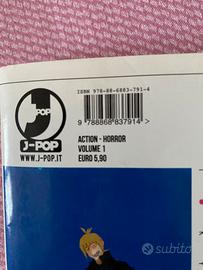 ISBN 978-88-6883-791-4
9 788868 837914 >
J-POP
WWW.J-POP.IT
ACTION - HORROR
VOLUME 1
EURO 5,90
subito